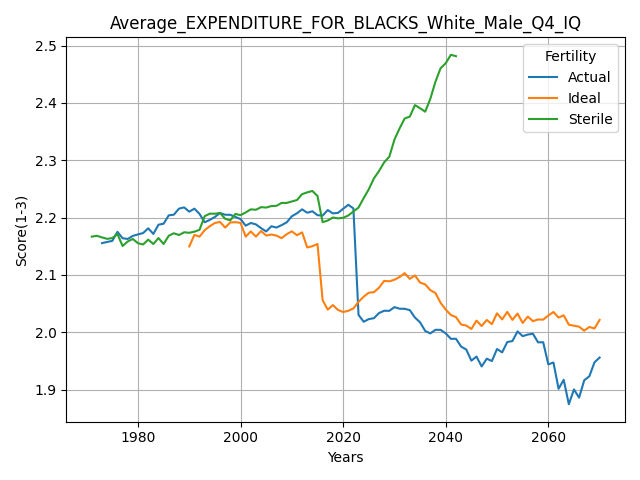 Average_EXPENDITURE_FOR_BLACKS_White_Male_Q4_IQ
Fertility
Actual
Ideal
Sterile
Score(1-3)
2.5
2.4
2.3
2.2
2.1
2.0
1.9
1980
2000
2020
2040
2060
Years